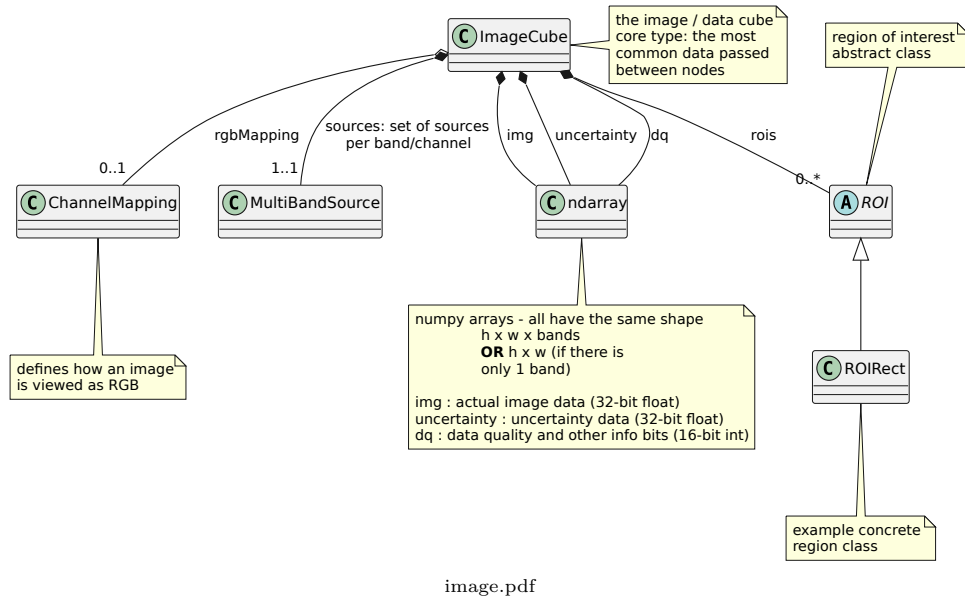 C ImageCube
the image / data cube
core type: the most
common data passed
between nodes
region of interest
abstract class
rgbMapping
sources: set of sources
per band/channel
img
uncertainty
dq
rois
0..1
1..1
0..*
C ChannelMapping
C MultiBandSource
C ndarray
A ROI
numpy arrays - all have the same shape
h x w x bands
OR h x w (if there is
only 1 band)
img : actual image data (32-bit float)
uncertainty : uncertainty data (32-bit float)
dq : data quality and other info bits (16-bit int)
defines how an image
is viewed as RGB
C ROIRect
example concrete
region class
image.pdf